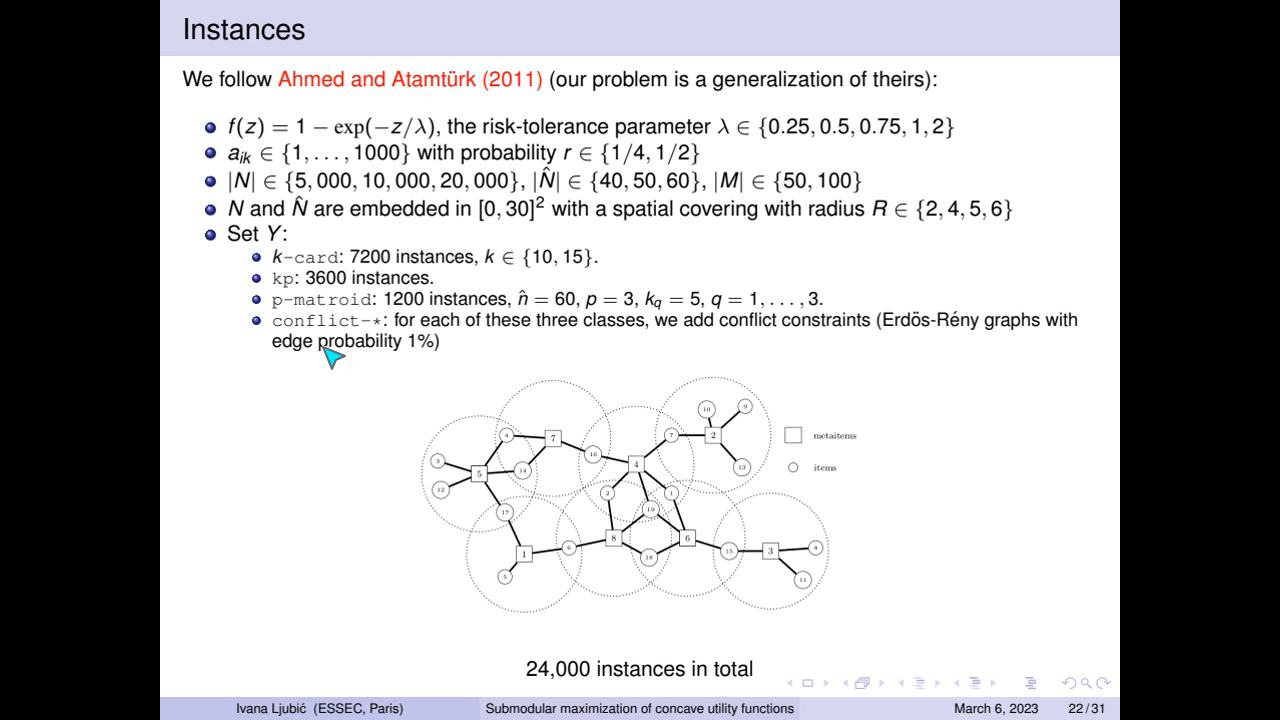 Instances
We follow Ahmed and Atamtürk (2011) (our problem is a generalization of theirs):
f(z) = 1 − exp(−z/λ), the risk-tolerance parameter λ ∈ {0.25, 0.5, 0.75, 1, 2}
a_{ik} ∈ {1, . . . , 1000} with probability r ∈ {1/4, 1/2}
|N| ∈ {5, 000, 10, 000, 20, 000}, |N̂| ∈ {40, 50, 60}, |M| ∈ {50, 100}
N and N̂ are embedded in [0, 30]² with a spatial covering with radius R ∈ {2, 4, 5, 6}
Set Y:
k-card: 7200 instances, k ∈ {10, 15}.
kp: 3600 instances.
p-matroid: 1200 instances, n̂ = 60, p = 3, k_q = 5, q = 1, . . . , 3.
conflict-*: for each of these three classes, we add conflict constraints (Erdös-Rény graphs with
edge probability 1%)
10
9
4
7
7
2
metaitems
16
3
5
14
4
13
items
12
2
1
17
19
8
6
1
6
18
15
3
8
5
11
24,000 instances in total
Ivana Ljubić (ESSEC, Paris)
Submodular maximization of concave utility functions
March 6, 2023
22 / 31